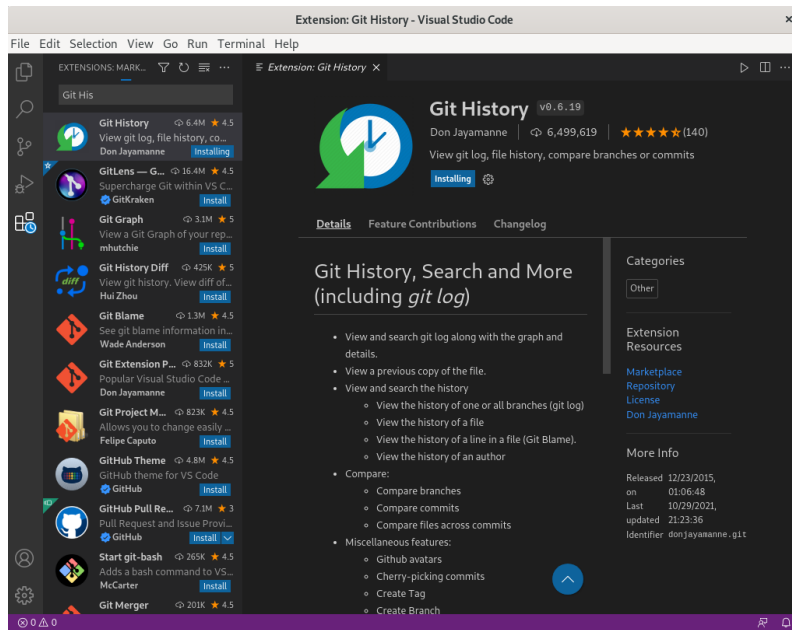 Extension: Git History - Visual Studio Code
File Edit Selection View Go Run Terminal Help
EXTENSIONS: MARK...
Git His
Git History 6.4M ★ 4.5
View git log, file history, co...
Don Jayamanne Installing
GitLens — G... 16.4M ★ 4.5
Supercharge Git within VS C...
GitKraken Install
Git Graph 3.1M ★ 5
View a Git Graph of your rep...
mhutchie Install
Git History Diff 425K ★ 5
View git history. View diff of...
Hui Zhou Install
diff
Git Blame 1.3M ★ 4.5
See git blame information in...
Wade Anderson Install
Git Extension P... 832K ★ 5
Popular Visual Studio Code ...
Don Jayamanne Install
Git Project M... 823K ★ 4.5
Allows you to change easily ...
Felipe Caputo Install
GitHub Theme 4.8M ★ 4.5
GitHub theme for VS Code
GitHub Install
GitHub Pull Re... 7.1M ★ 3
Pull Request and Issue Provi...
GitHub Install
Start git-bash 265K ★ 4.5
Adds a bash command to VS...
McCarter Install
Git Merger 201K ★ 4.5
0 0
Extension: Git History
Git History v0.6.19
Don Jayamanne 6,499,619 ★★★★★ (140)
View git log, file history, compare branches or commits
Installing
Details Feature Contributions Changelog
Git History, Search and More
(including git log)
• View and search git log along with the graph and
details.
• View a previous copy of the file.
• View and search the history
View the history of one or all branches (git log)
View the history of a file
View the history of a line in a file (Git Blame).
View the history of an author
• Compare:
Compare branches
Compare commits
Compare files across commits
• Miscellaneous features:
Github avatars
Cherry-picking commits
Create Tag
Create Branch
Categories
Other
Extension
Resources
Marketplace
Repository
License
Don Jayamanne
More Info
Released 12/23/2015,
on 01:06:48
Last 10/29/2021,
updated 21:23:36
Identifier donjayamanne.git